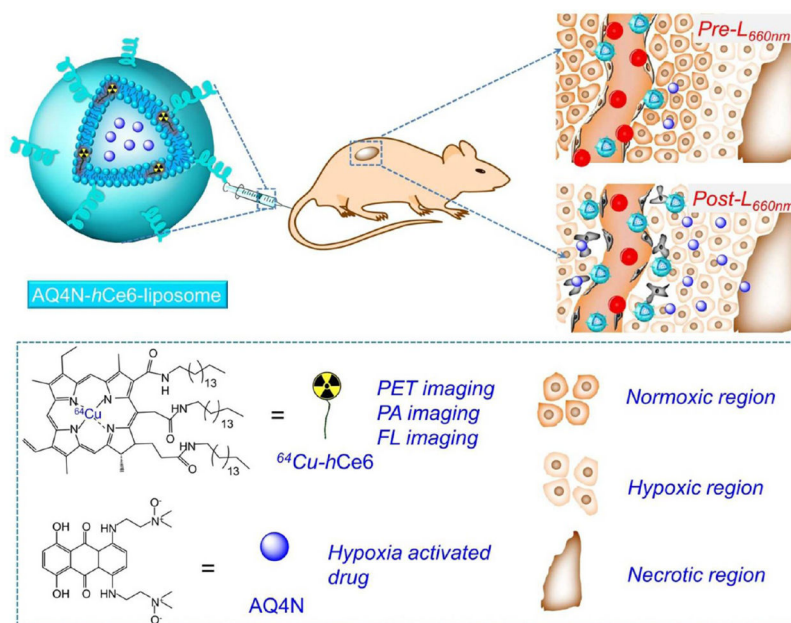 Pre-L660nm
Post-L660nm
AQ4N-hCe6-liposome
O
N
H
13
N
N
64Cu
N
N
O
H
N
13
O
HN
13
=
64Cu-hCe6
PET imaging
PA imaging
FL imaging
Normoxic region
Hypoxic region
OH
O
HN
O-
N+
OH
O
HN
N+
O-
=
AQ4N
Hypoxia activated
drug
Necrotic region